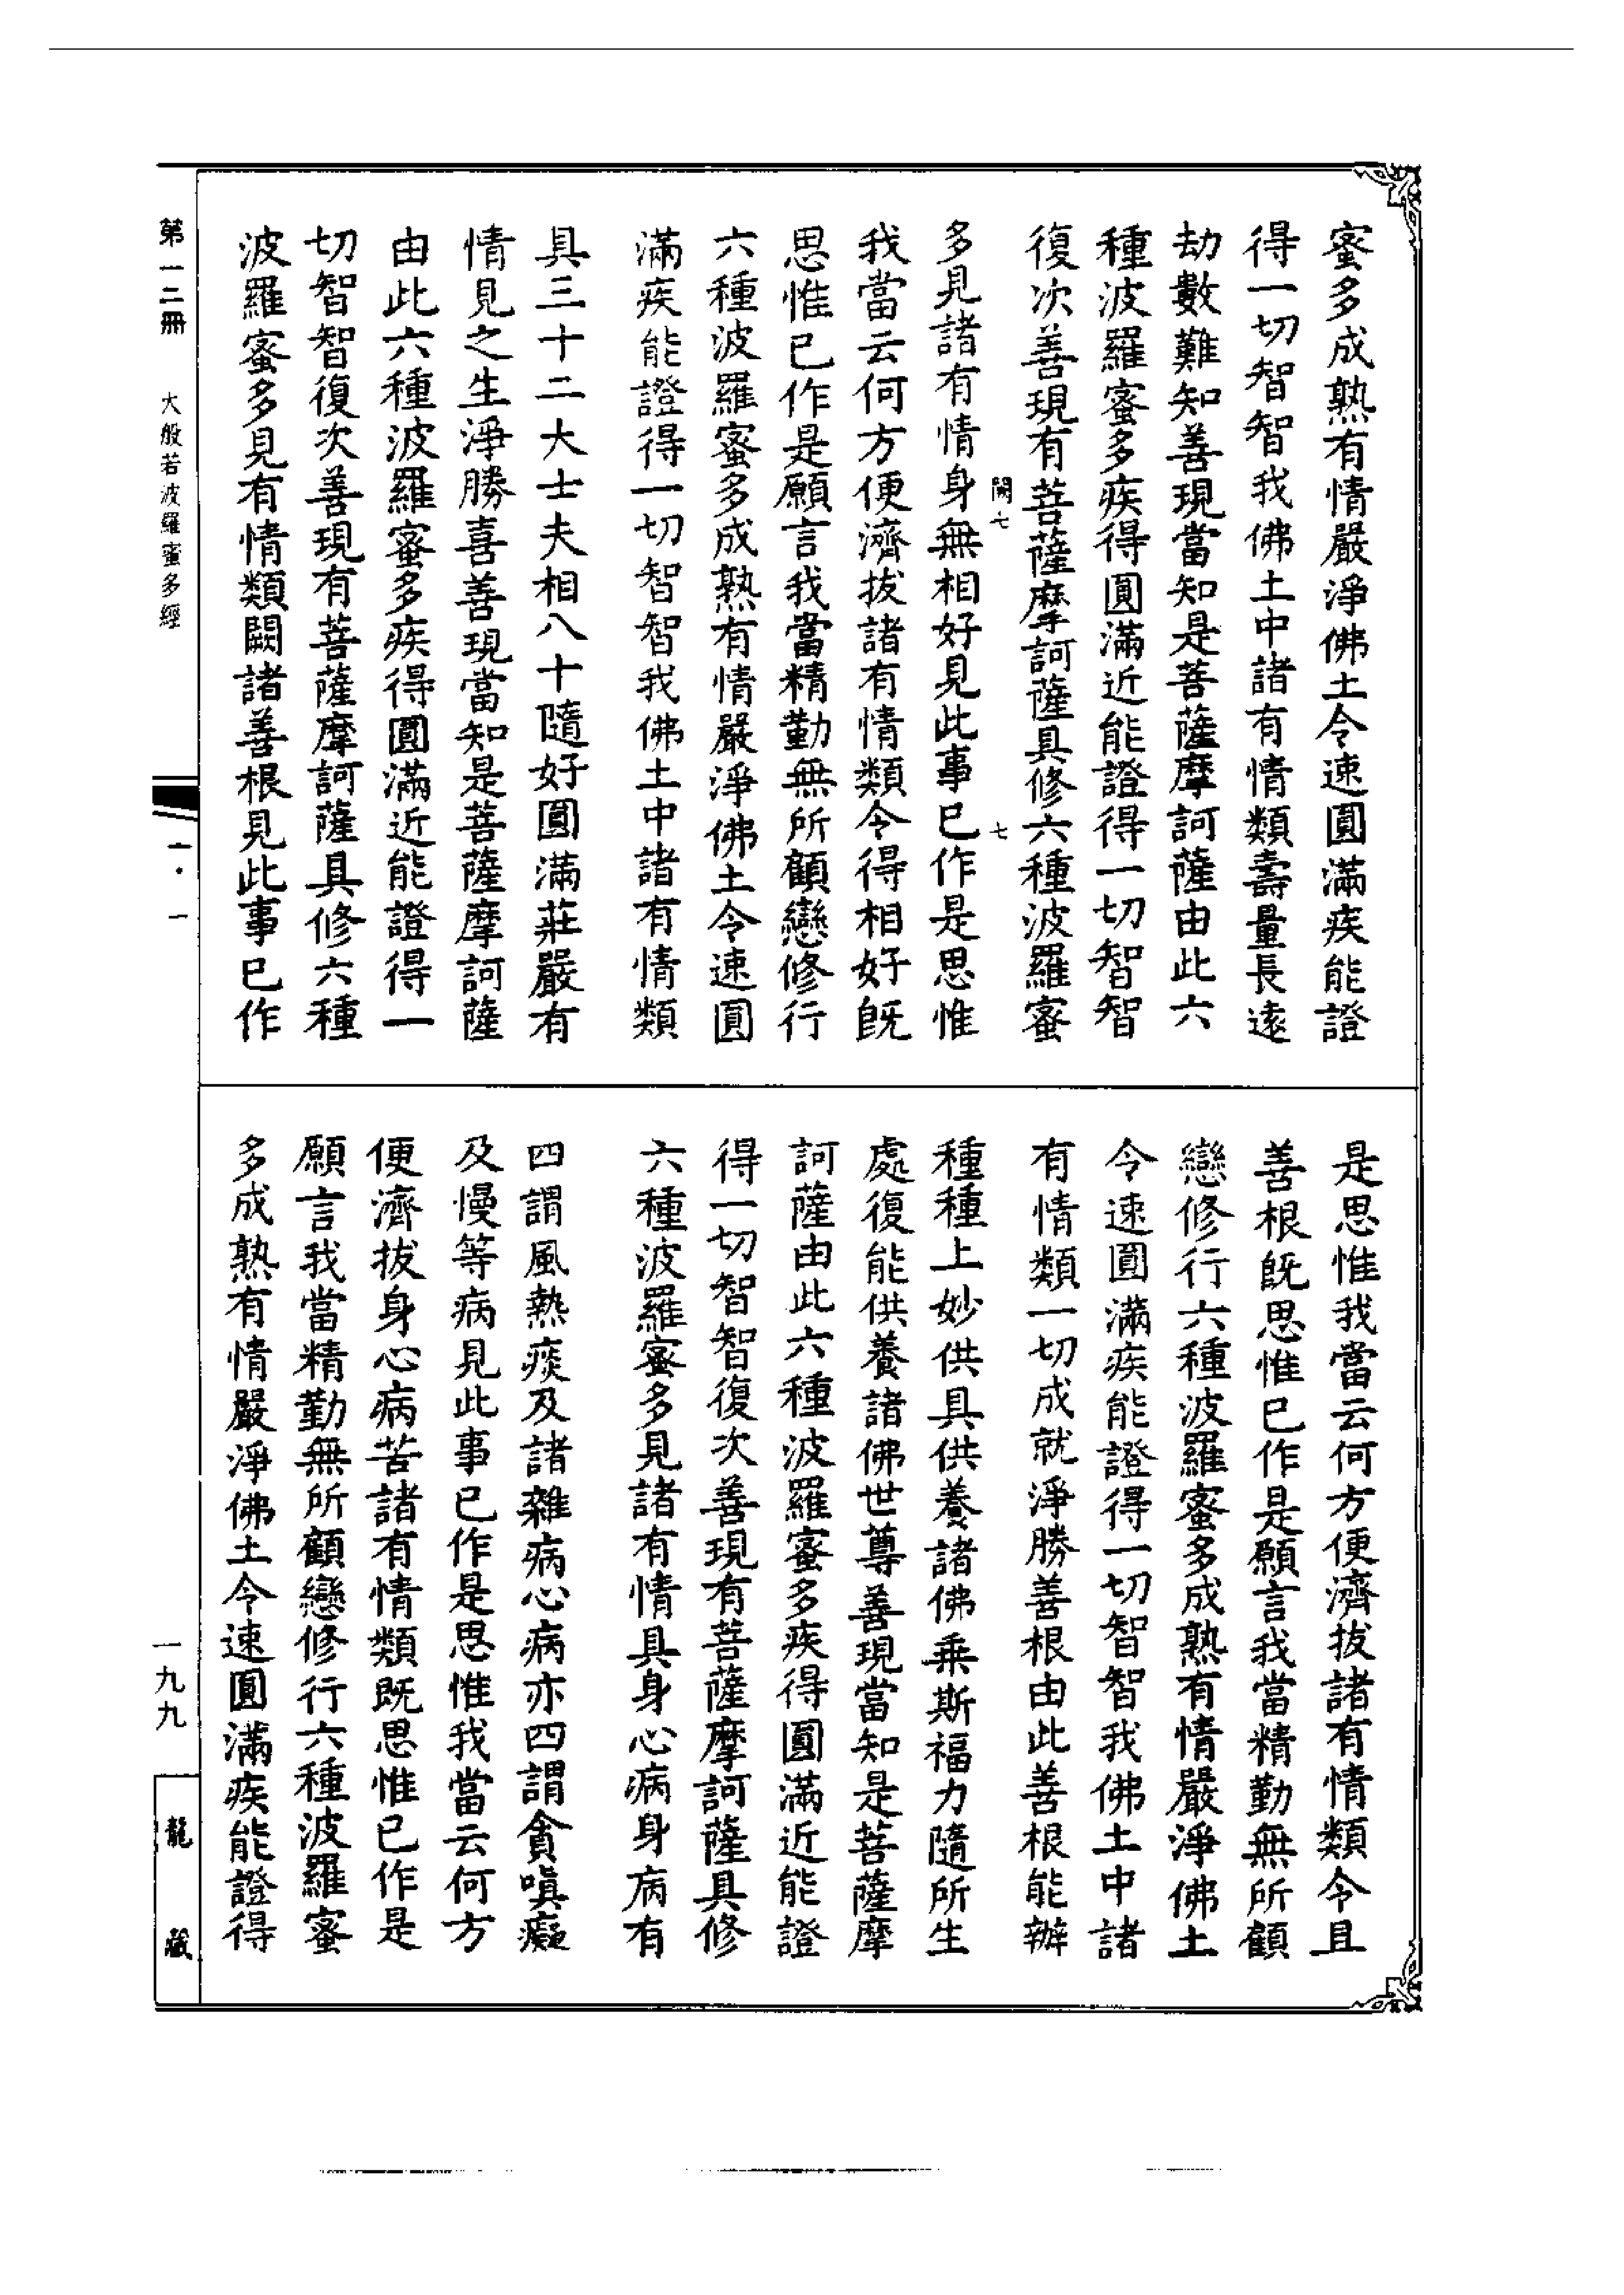 蜜多成熟有情嚴淨佛土令速圓滿疾能證
得一切智智我佛土中諸有情類壽量長遠
劫數難知善現當知是菩薩摩訶薩由此六
種波羅蜜多疾得圓滿近能證得一切智智
復次善現有菩薩摩訶薩具修六種波羅蜜
闕七 七
多見諸有情身無相好見此事已作是思惟
我當云何方便濟拔諸有情類令得相好既
思惟已作是願言我當精勤無所顧戀修行
六種波羅蜜多成熟有情嚴淨佛土令速圓
滿疾能證得一切智智我佛土中諸有情類
具三十二大士夫相八十隨好圓滿莊嚴有
情見之生淨勝喜善現當知是菩薩摩訶薩
由此六種波羅蜜多疾得圓滿近能證得一
切智智復次善現有菩薩摩訶薩具修六種
波羅蜜多見有情類闕諸善根見此事已作
是思惟我當云何方便濟拔諸有情類令且
善根既思惟已作是願言我當精勤無所顧
戀修行六種波羅蜜多成熟有情嚴淨佛土
令速圓滿疾能證得一切智智我佛土中諸
有情類一切成就淨勝善根由此善根能辦
種種上妙供具供養諸佛乘斯福力隨所生
處復能供養諸佛世尊善現當知是菩薩摩
訶薩由此六種波羅蜜多疾得圓滿近能證
得一切智智復次善現有菩薩摩訶薩具修
六種波羅蜜多見諸有情具身心病身病有
四謂風熱痰及諸雜病心病亦四謂貪嗔癡
及慢等病見此事已作是思惟我當云何方
便濟拔身心病苦諸有情類既思惟已作是
願言我當精勤無所顧戀修行六種波羅蜜
多成熟有情嚴淨佛土令速圓滿疾能證得
第一三冊 大般若波羅蜜多經
一九九
龍藏